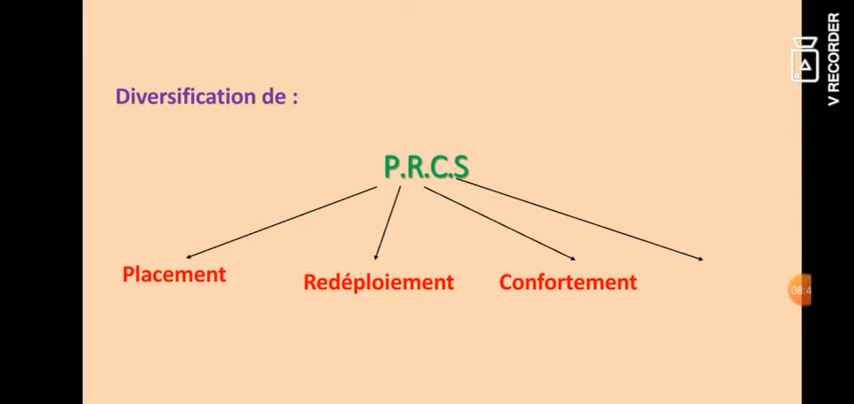 Diversification de :
P.R.C.S
Placement
Redéploiement
Confortement
V RECORDER